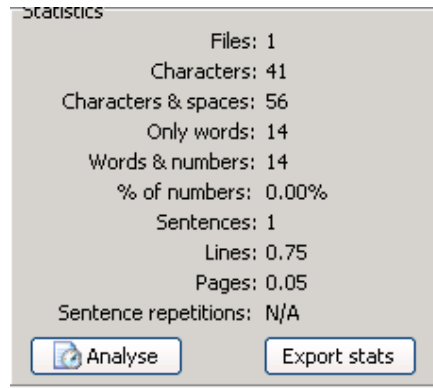 Statistics
Files: 1
Characters: 41
Characters & spaces: 56
Only words: 14
Words & numbers: 14
% of numbers: 0.00%
Sentences: 1
Lines: 0.75
Pages: 0.05
Sentence repetitions: N/A
Analyse Export stats